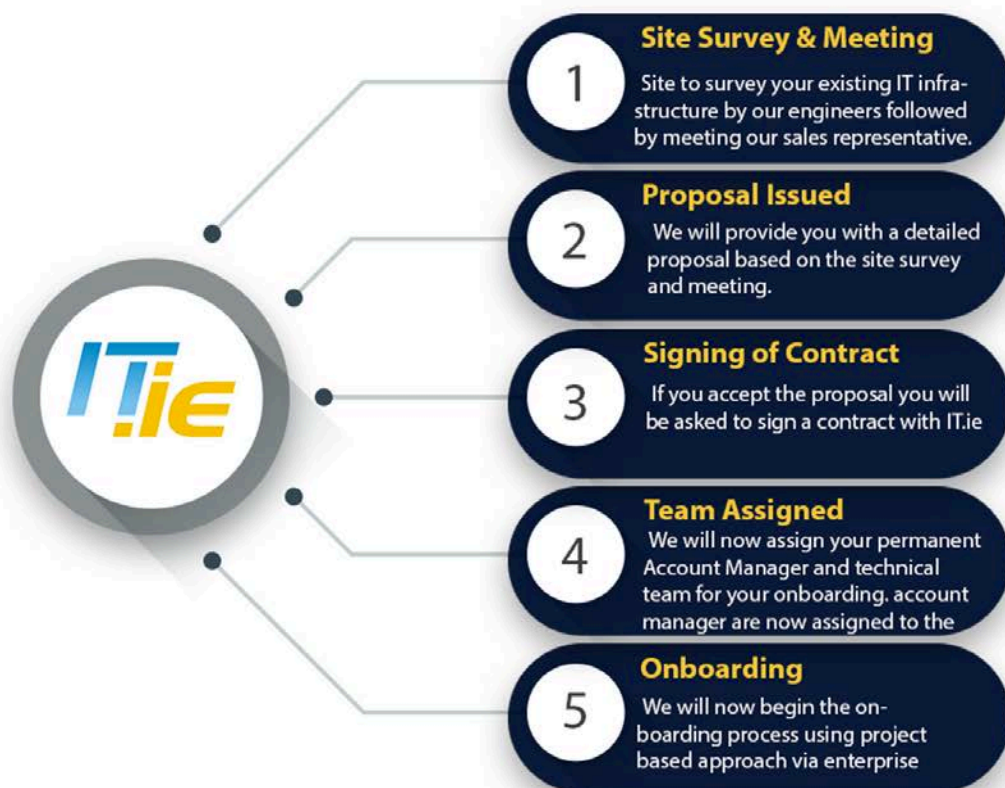 IT.ie
1
Site Survey & Meeting
Site to survey your existing IT infra-
structure by our engineers followed
by meeting our sales representative.
2
Proposal Issued
We will provide you with a detailed
proposal based on the site survey
and meeting.
3
Signing of Contract
If you accept the proposal you will
be asked to sign a contract with IT.ie
4
Team Assigned
We will now assign your permanent
Account Manager and technical
team for your onboarding. account
manager are now assigned to the
5
Onboarding
We will now begin the on-
boarding process using project
based approach via enterprise